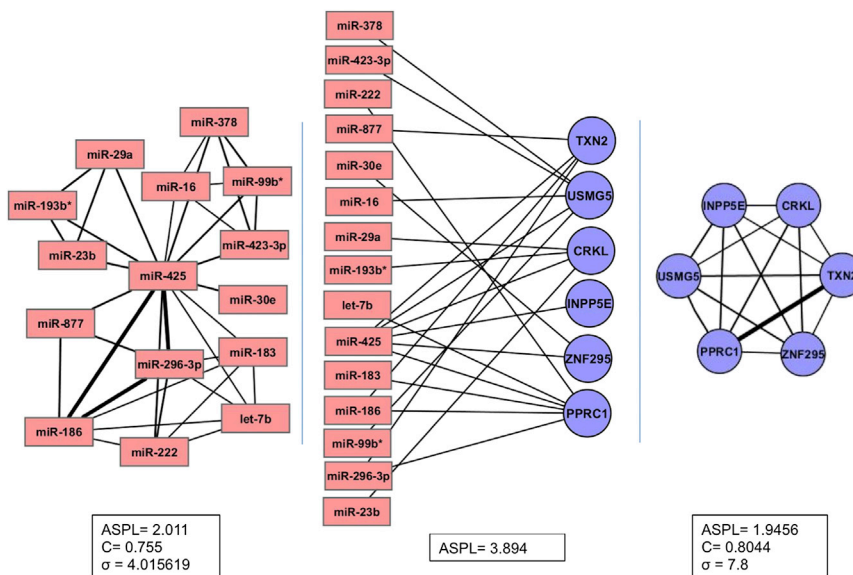 miR-378
miR-29a
miR-16
miR-99b*
miR-193b*
miR-423-3p
miR-23b
miR-425
miR-30e
miR-877
miR-183
miR-296-3p
let-7b
miR-186
miR-222
ASPL= 2.011
C= 0.755
σ = 4.015619
miR-378
miR-423-3p
miR-222
miR-877
miR-30e
miR-16
miR-29a
miR-193b*
let-7b
miR-425
miR-183
miR-186
miR-99b*
miR-296-3p
miR-23b
TXN2
USMG5
CRKL
INPP5E
ZNF295
PPRC1
ASPL= 3.894
INPP5E
CRKL
USMG5
TXN2
PPRC1
ZNF295
ASPL= 1.9456
C= 0.8044
σ = 7.8